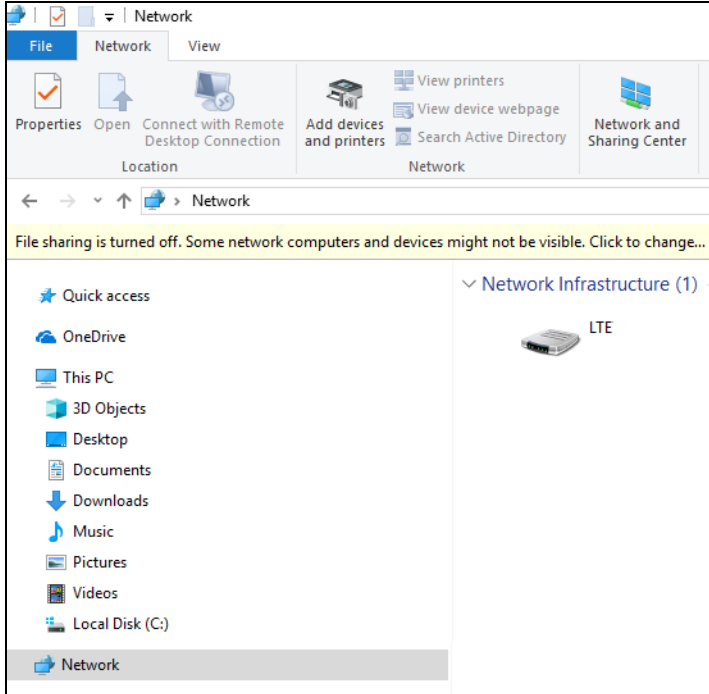 Network
File Network View
Properties
Open
Connect with Remote
Desktop Connection
Location
Add devices
and printers
View printers
View device webpage
Search Active Directory
Network
Network and
Sharing Center
Network
File sharing is turned off. Some network computers and devices might not be visible. Click to change...
Quick access
OneDrive
This PC
3D Objects
Desktop
Documents
Downloads
Music
Pictures
Videos
Local Disk (C:)
Network
Network Infrastructure (1)
LTE